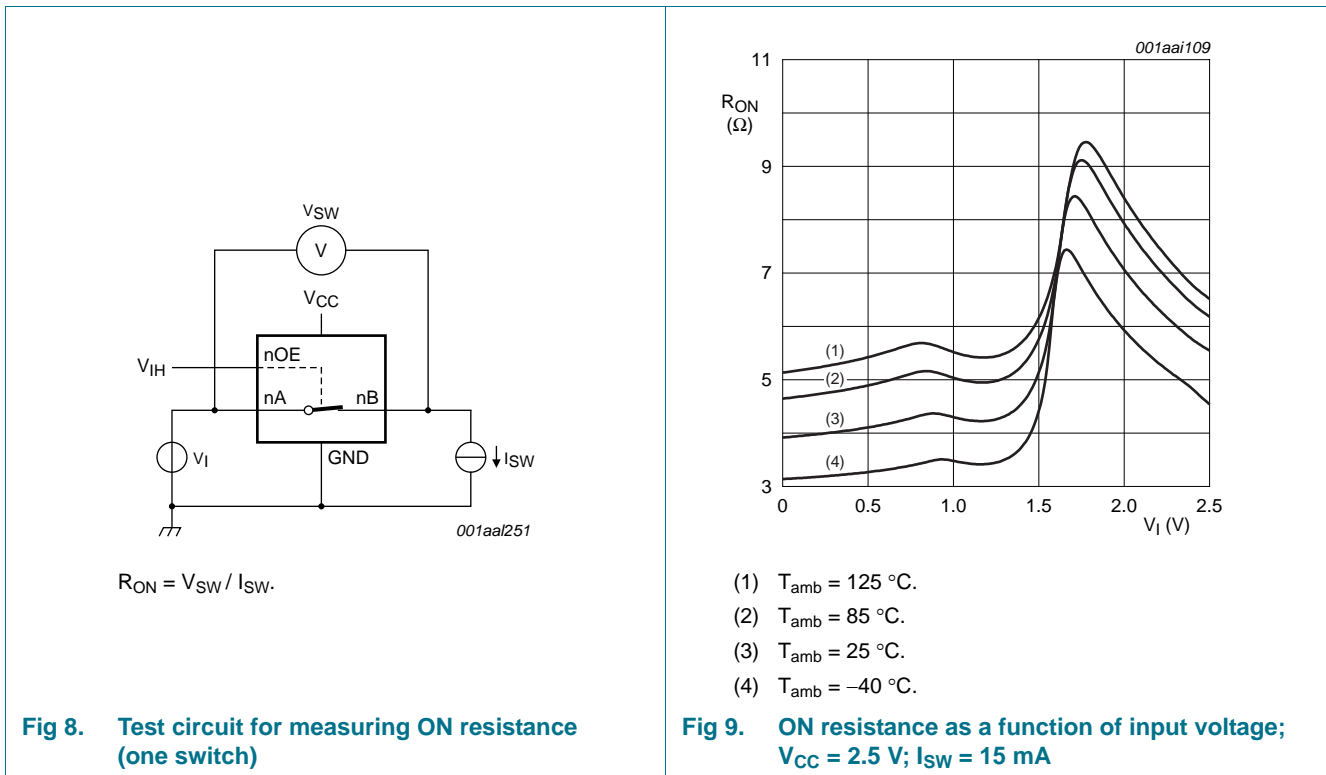 VSW
V
VCC
nOE
VIH
nA
nB
VI
GND
ISW
001aal251
RON = VSW / ISW.
Fig 8. Test circuit for measuring ON resistance
(one switch)
001aai109
11
RON
(Ω)
9
7
5
3
(1)
(2)
(3)
(4)
0 0.5 1.0 1.5 2.0 2.5
VI (V)
(1) Tamb = 125 °C.
(2) Tamb = 85 °C.
(3) Tamb = 25 °C.
(4) Tamb = −40 °C.
Fig 9. ON resistance as a function of input voltage;
VCC = 2.5 V; ISW = 15 mA